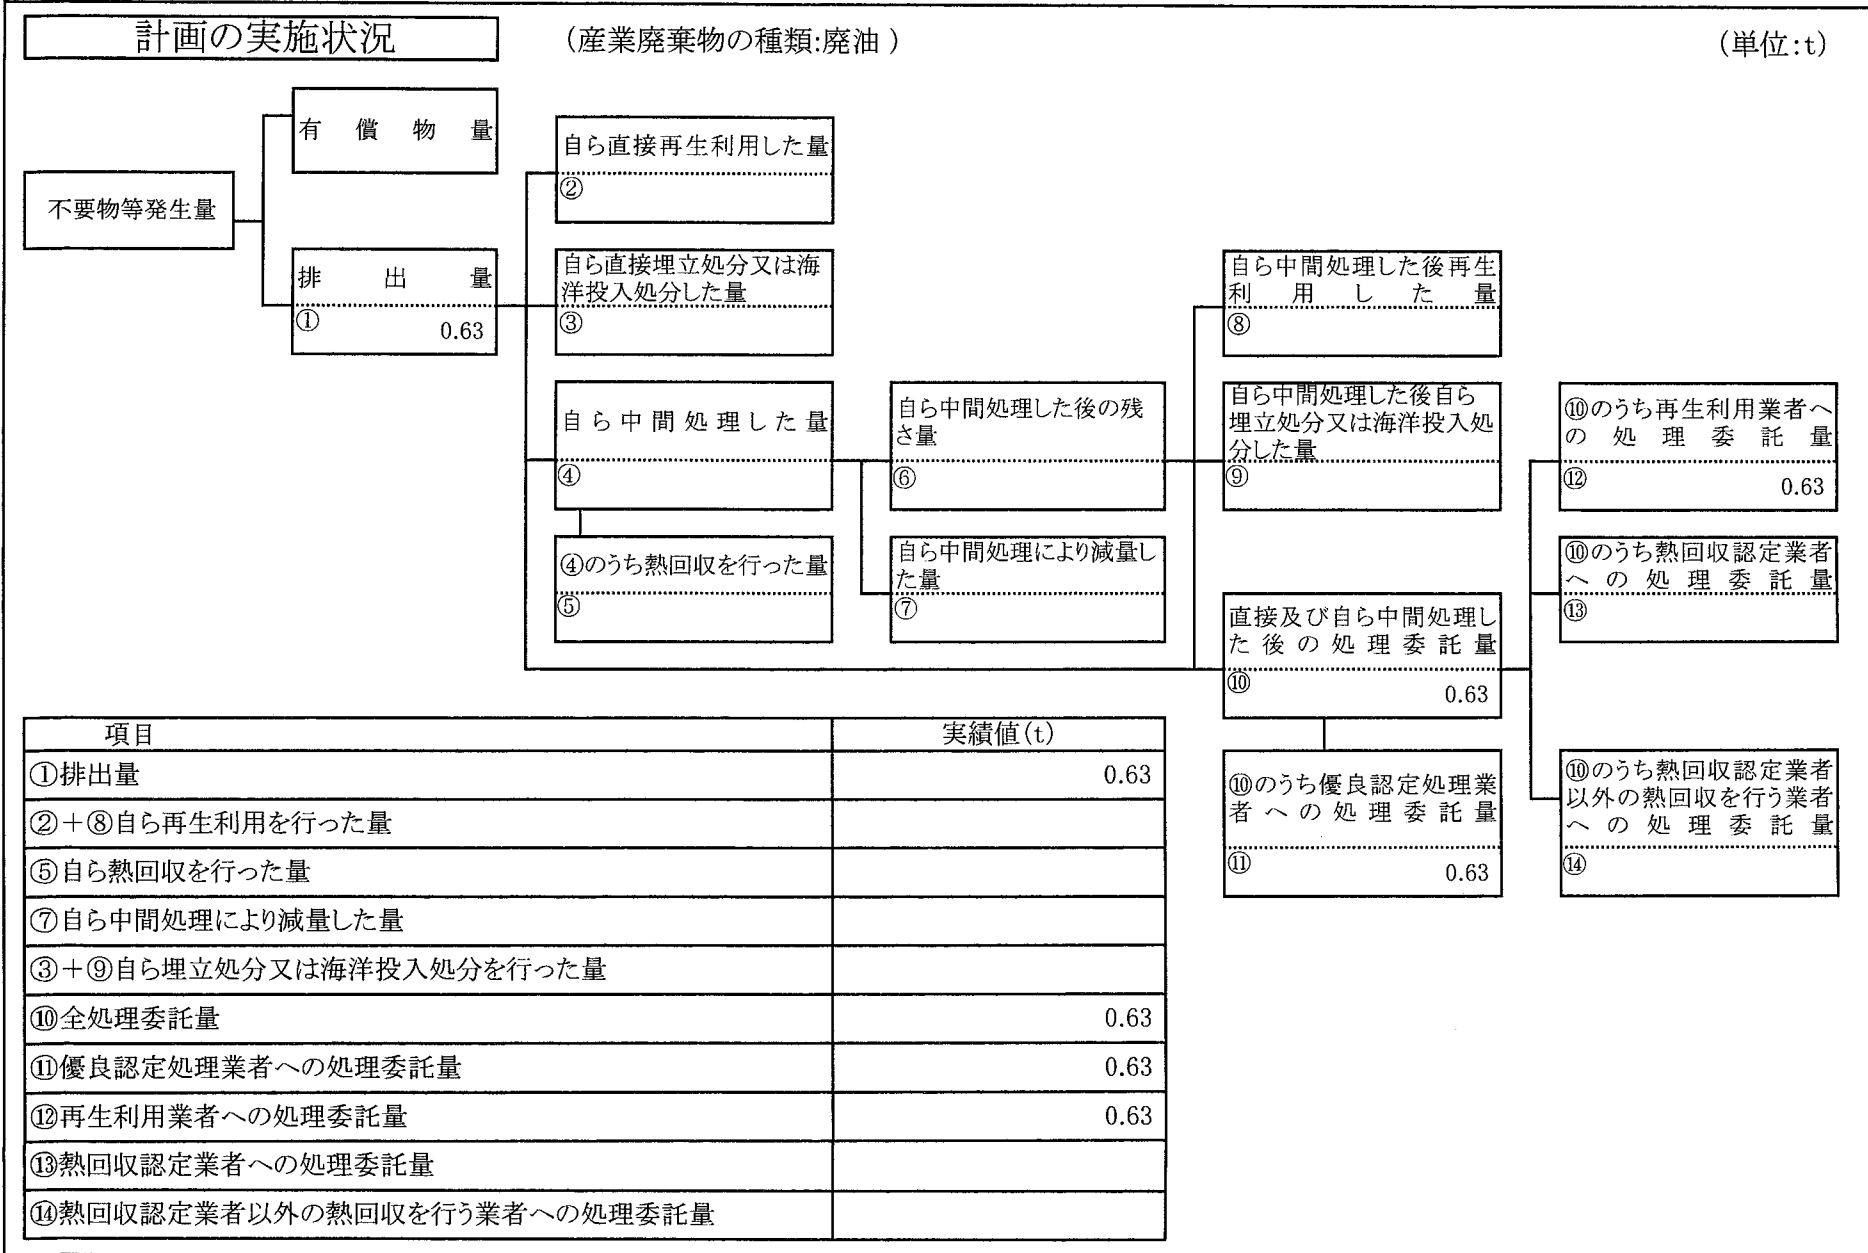 計画の実施状況
(産業廃棄物の種類:廃油 )
(単位:t)
不要物等発生量
有償物量
排出量
①
0.63
自ら直接再生利用した量
②
自ら直接埋立処分又は海
洋投入処分した量
③
自ら中間処理した量
④
④のうち熱回収を行った量
⑤
自ら中間処理した後の残
さ量
⑥
自ら中間処理により減量し
た量
⑦
自ら中間処理した後再生
利用した量
⑧
自ら中間処理した後自ら
埋立処分又は海洋投入処
分した量
⑨
直接及び自ら中間処理し
た後の処理委託量
⑩
0.63
⑩のうち優良認定処理業
者への処理委託量
⑪
0.63
⑩のうち再生利用業者へ
の処理委託量
⑫
0.63
⑩のうち熱回収認定業者
への処理委託量
⑬
⑩のうち熱回収認定業者
以外の熱回収を行う業者
への処理委託量
⑭
項目 実績値(t)
①排出量 0.63
②+⑧自ら再生利用を行った量
⑤自ら熱回収を行った量
⑦自ら中間処理により減量した量
③+⑨自ら埋立処分又は海洋投入処分を行った量
⑩全処理委託量 0.63
⑪優良認定処理業者への処理委託量 0.63
⑫再生利用業者への処理委託量 0.63
⑬熱回収認定業者への処理委託量
⑭熱回収認定業者以外の熱回収を行う業者への処理委託量